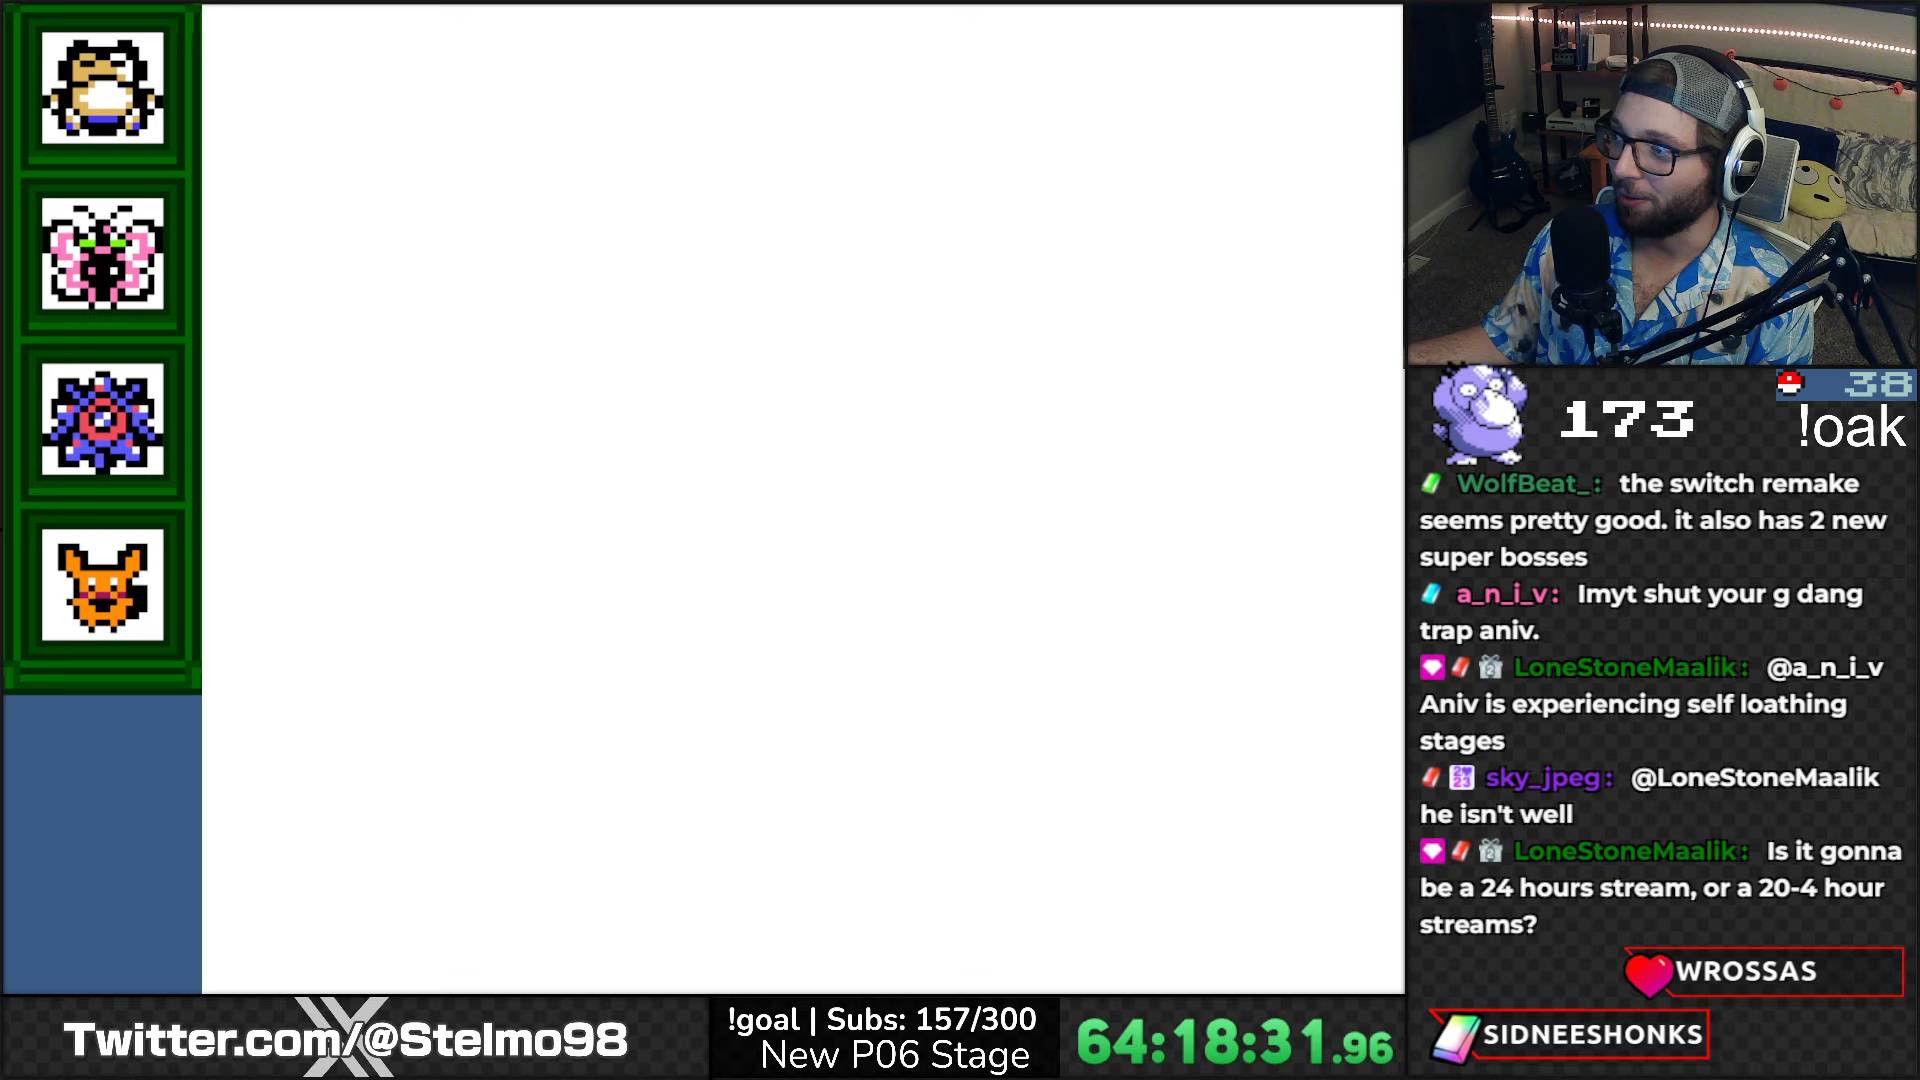 38
173
!oak
WolfBeat_: the switch remake
seems pretty good. it also has 2 new
super bosses
a_n_i_v: Imyt shut your g dang
trap aniv.
LoneStoneMaalik: @a_n_i_v
Aniv is experiencing self loathing
stages
sky_jpeg: @LoneStoneMaalik
he isn't well
LoneStoneMaalik: Is it gonna
be a 24 hours stream, or a 20-4 hour
streams?
WROSSAS
SIDNEESHONKS
Twitter.com/@Stelmo98
!goal | Subs: 157/300
New P06 Stage
64:18:31.96